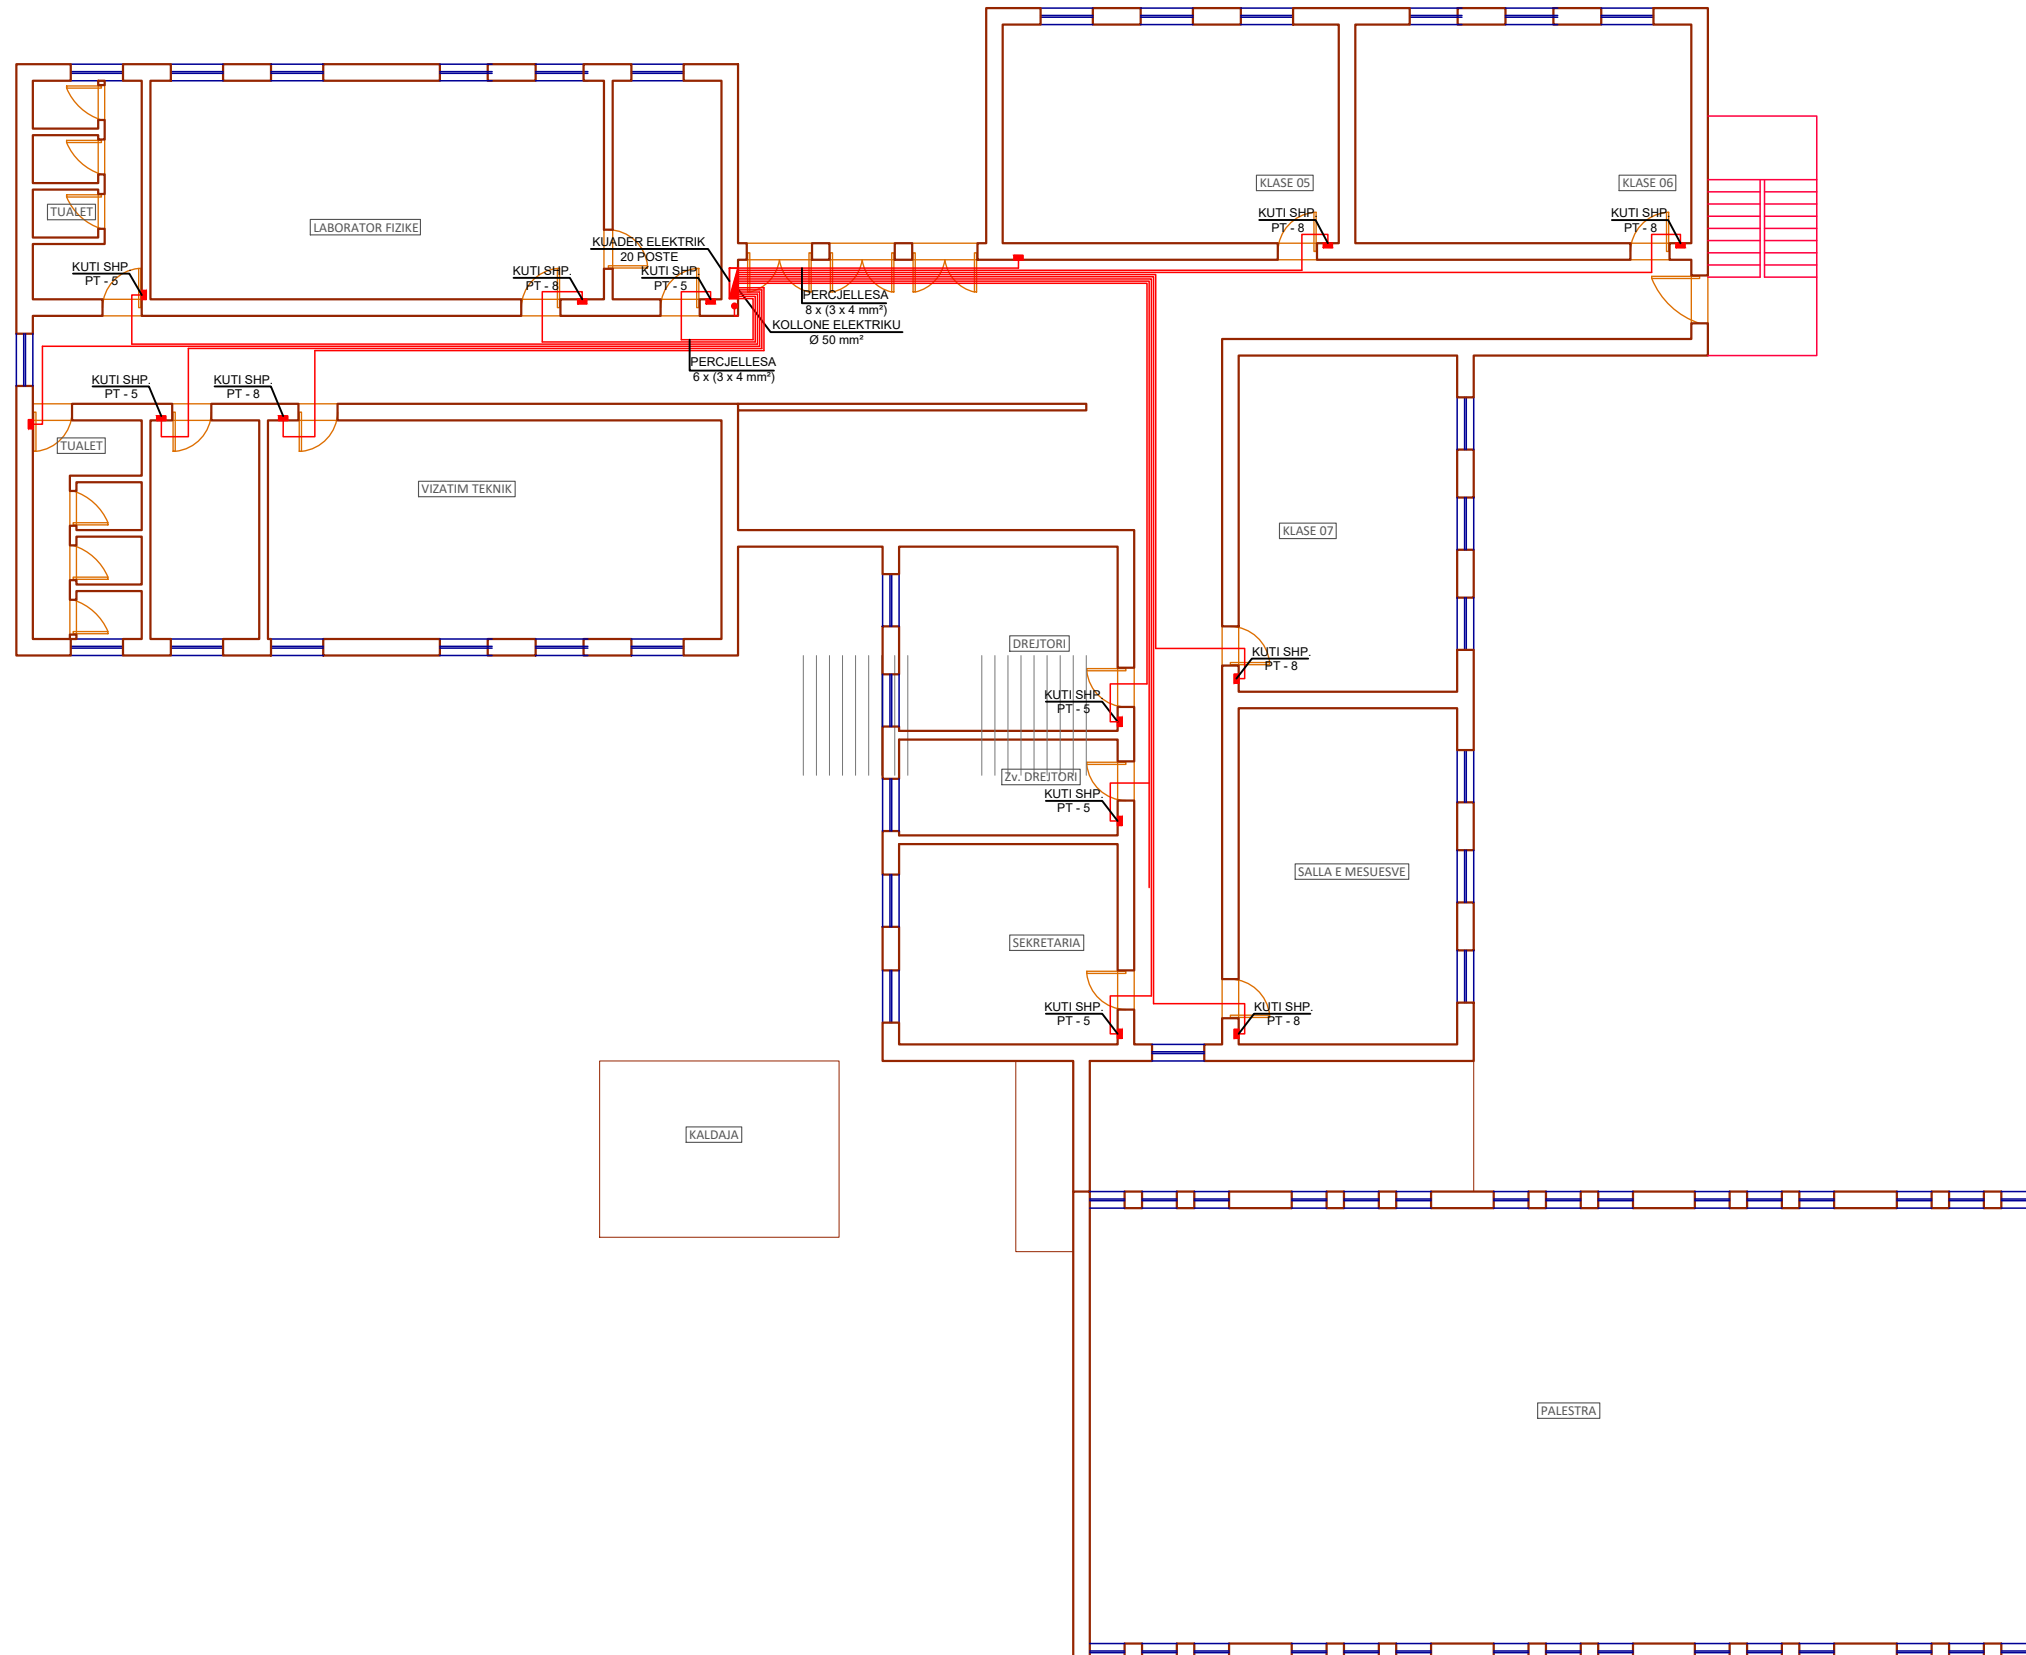 KLASE 05
KLASE 06
TUALET
KUTI SHP.
PT - 8
KUTI SHP.
PT - 8
LABORATOR FIZIKE
KUADER ELEKTRIK
20 POSTE
KUTI SHP.
PT - 5
KUTI SHP.
PT - 8
KUTI SHP.
PT - 5
PERCJELLESA
8 x (3 x 4 mm²)
KOLLONE ELEKTRIKU
Ø 50 mm²
PERCJELLESA
6 x (3 x 4 mm²)
KUTI SHP.
PT - 5
KUTI SHP.
PT - 8
TUALET
VIZATIM TEKNIK
KLASE 07
DREJTORI
KUTI SHP.
PT - 8
KUTI SHP.
PT - 5
Zv. DREJTORI
KUTI SHP.
PT - 5
SALLA E MESUESVE
SEKRETARIA
KUTI SHP.
PT - 5
KUTI SHP.
PT - 8
KALDAJA
PALESTRA